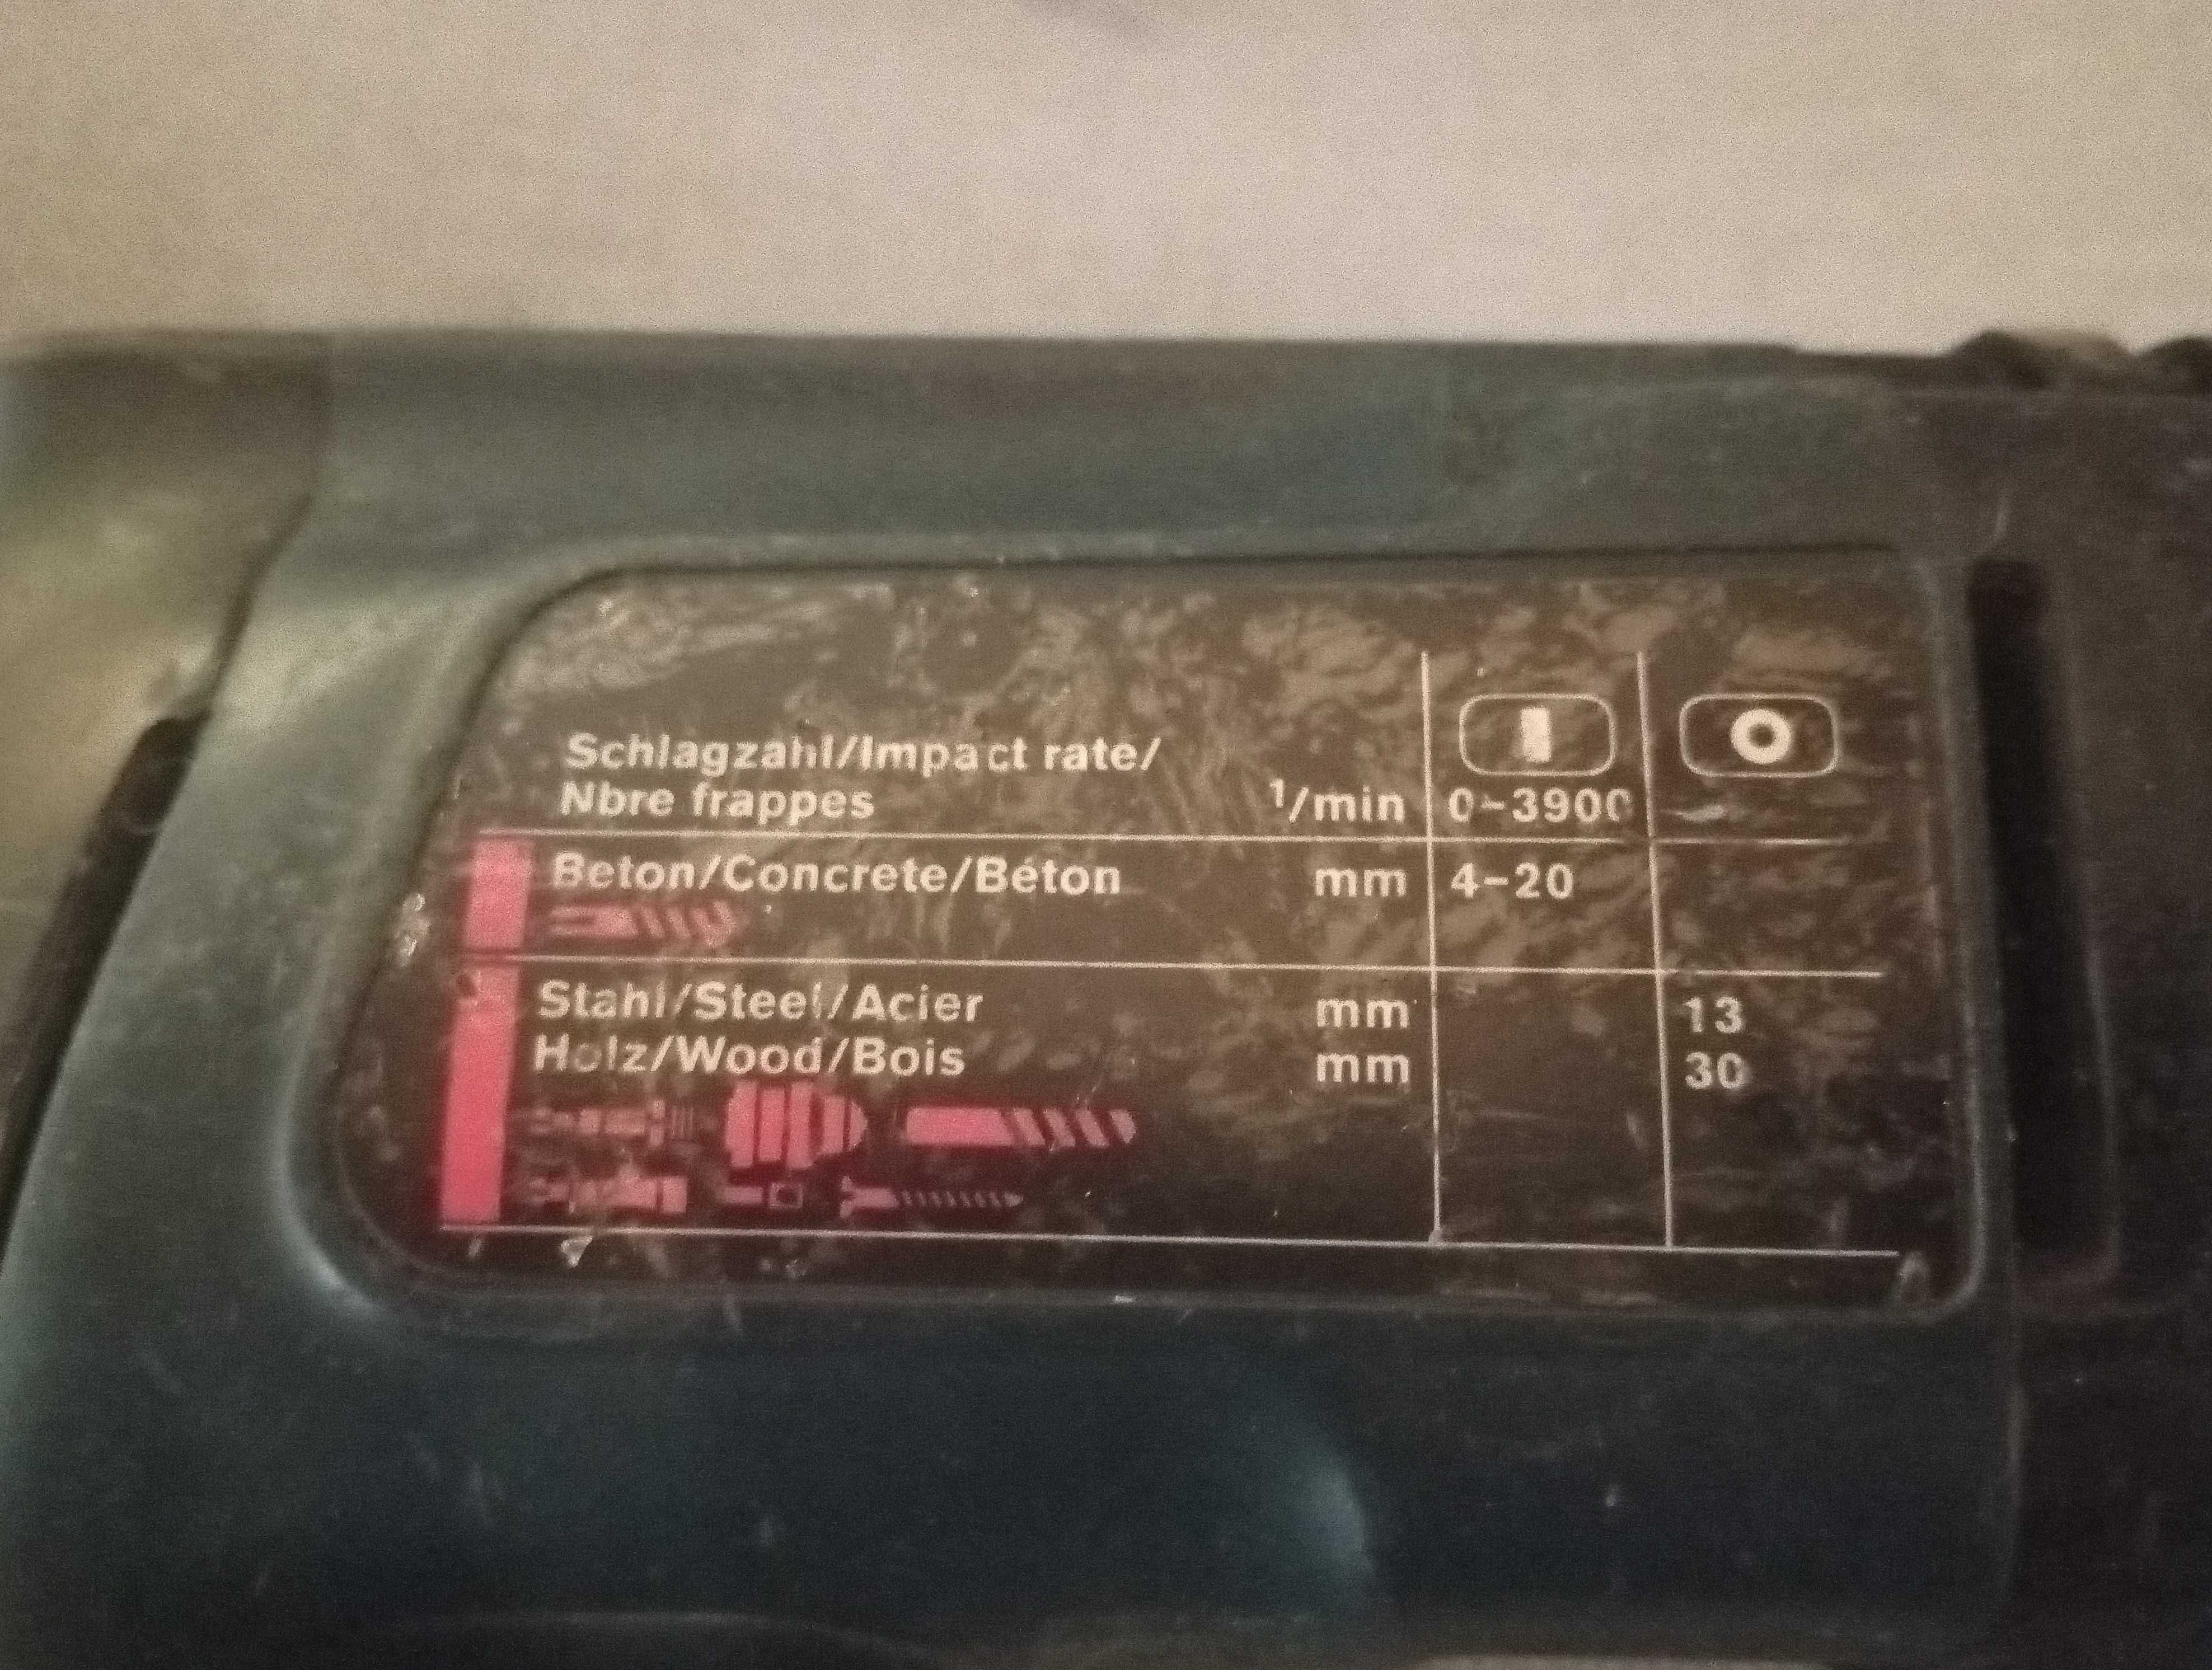 Schlagzahl/Impact rate/
Nbre frappes 1/min 0-3900
Beton/Concrete/Béton mm 4-20
Stahl/Steel/Acier mm 13
Holz/Wood/Bois mm 30